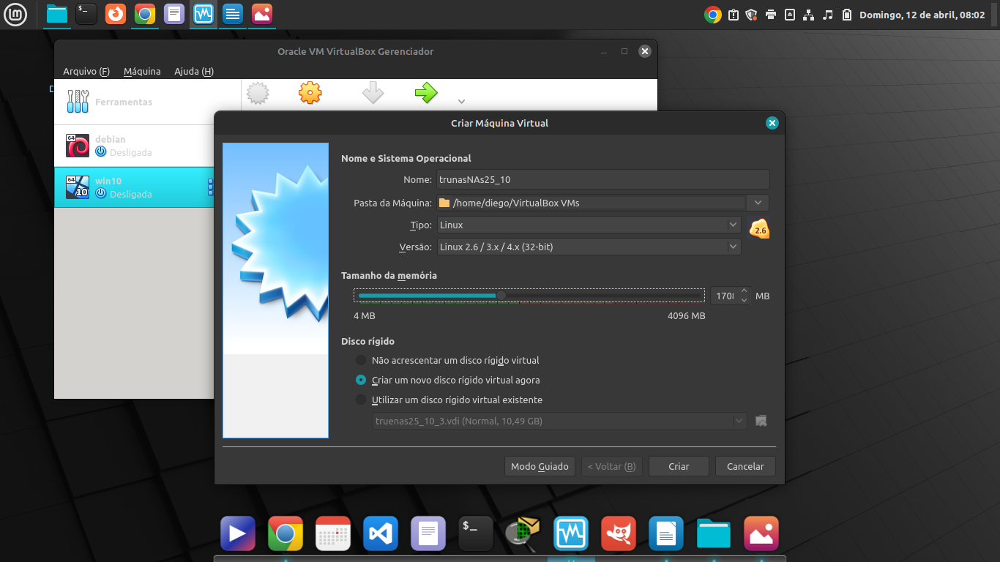 Domingo, 12 de abril, 08:02
Oracle VM VirtualBox Gerenciador
Arquivo (F) Máquina Ajuda (H)
Ferramentas
64
debian
Desligada
64
10
win10
Desligada
Criar Máquina Virtual
Nome e Sistema Operacional
Nome: trunasNAs25_10
Pasta da Máquina: /home/diego/VirtualBox VMs
Tipo: Linux
2.6
Versão: Linux 2.6 / 3.x / 4.x (32-bit)
Tamanho da memória
MB
4 MB 4096 MB
Disco rígido
Não acrescentar um disco rígido virtual
Criar um novo disco rígido virtual agora
Utilizar um disco rígido virtual existente
truenas25_10_3.vdi (Normal, 10,49 GB)
Modo Guiado < Voltar (B) Criar Cancelar
$_